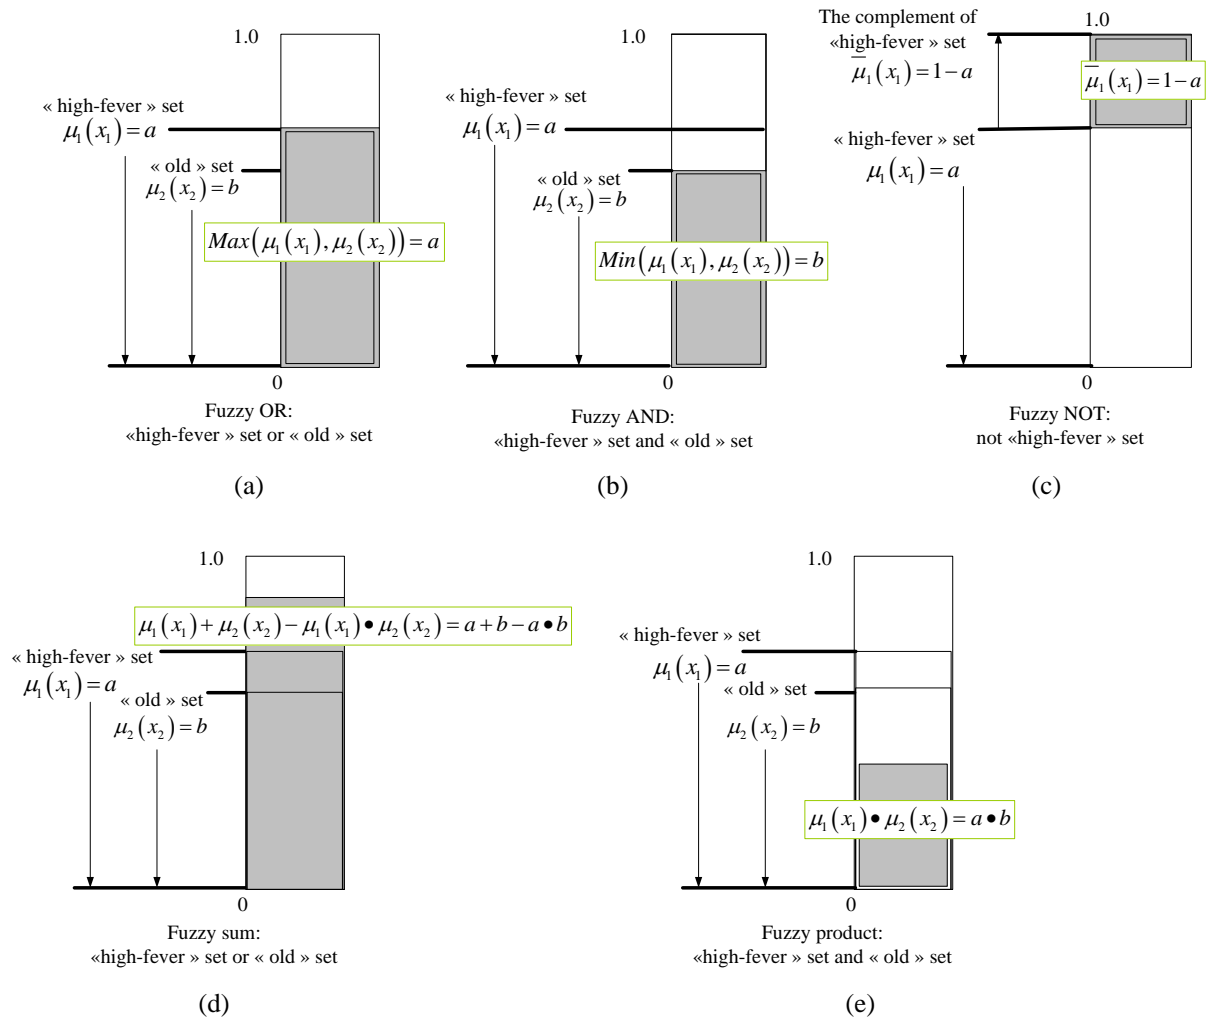 1.0
« high-fever » set
μ₁(x₁) = a
« old » set
μ₂(x₂) = b
Max(μ₁(x₁), μ₂(x₂)) = a
0
Fuzzy OR:
«high-fever » set or « old » set
(a)
1.0
« high-fever » set
μ₁(x₁) = a
« old » set
μ₂(x₂) = b
Min(μ₁(x₁), μ₂(x₂)) = b
0
Fuzzy AND:
«high-fever » set and « old » set
(b)
The complement of
«high-fever » set
μ̅₁(x₁) = 1 − a
1.0
μ̅₁(x₁) = 1 − a
« high-fever » set
μ₁(x₁) = a
0
Fuzzy NOT:
not «high-fever » set
(c)
1.0
μ₁(x₁) + μ₂(x₂) − μ₁(x₁) • μ₂(x₂) = a + b − a • b
« high-fever » set
μ₁(x₁) = a
« old » set
μ₂(x₂) = b
0
Fuzzy sum:
«high-fever » set or « old » set
(d)
1.0
« high-fever » set
μ₁(x₁) = a
« old » set
μ₂(x₂) = b
μ₁(x₁) • μ₂(x₂) = a • b
0
Fuzzy product:
«high-fever » set and « old » set
(e)